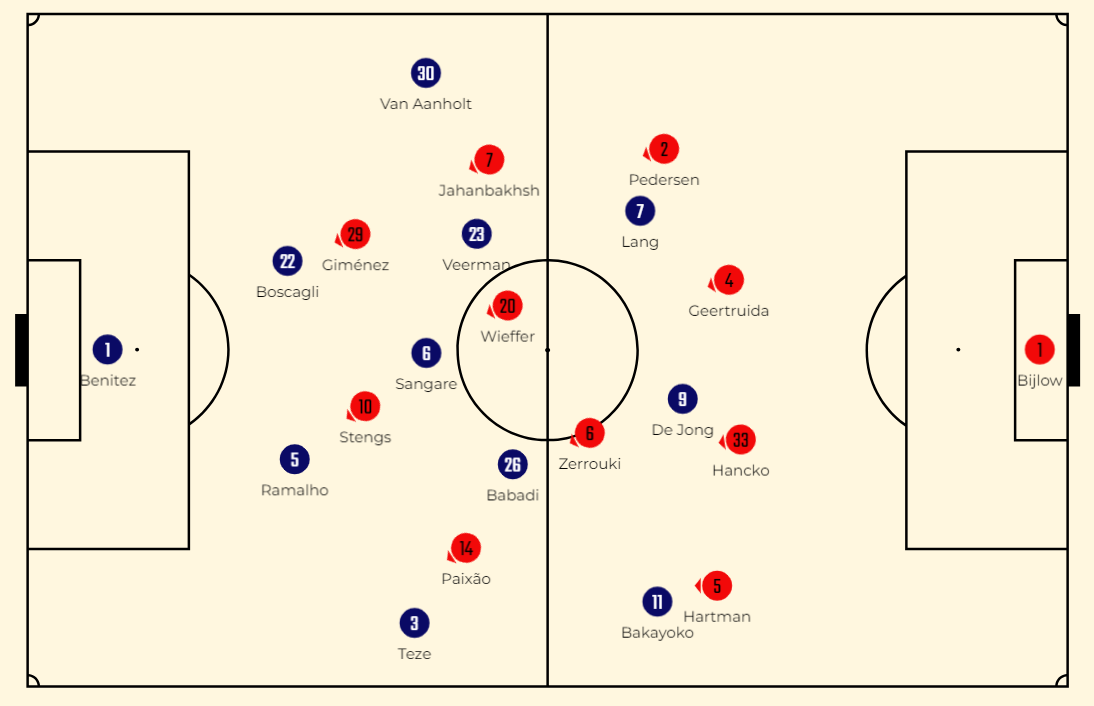 30
Van Aanholt
2
Pedersen
7
Jahanbakhsh
7
Lang
29
Giménez
23
Veerman
22
Boscagli
4
Geertruida
20
Wieffer
1
Benitez
6
Sangare
1
Bijlow
9
De Jong
10
Stengs
6
Zerrouki
33
Hancko
5
Ramalho
26
Babadi
14
Paixão
5
Hartman
11
Bakayoko
3
Teze